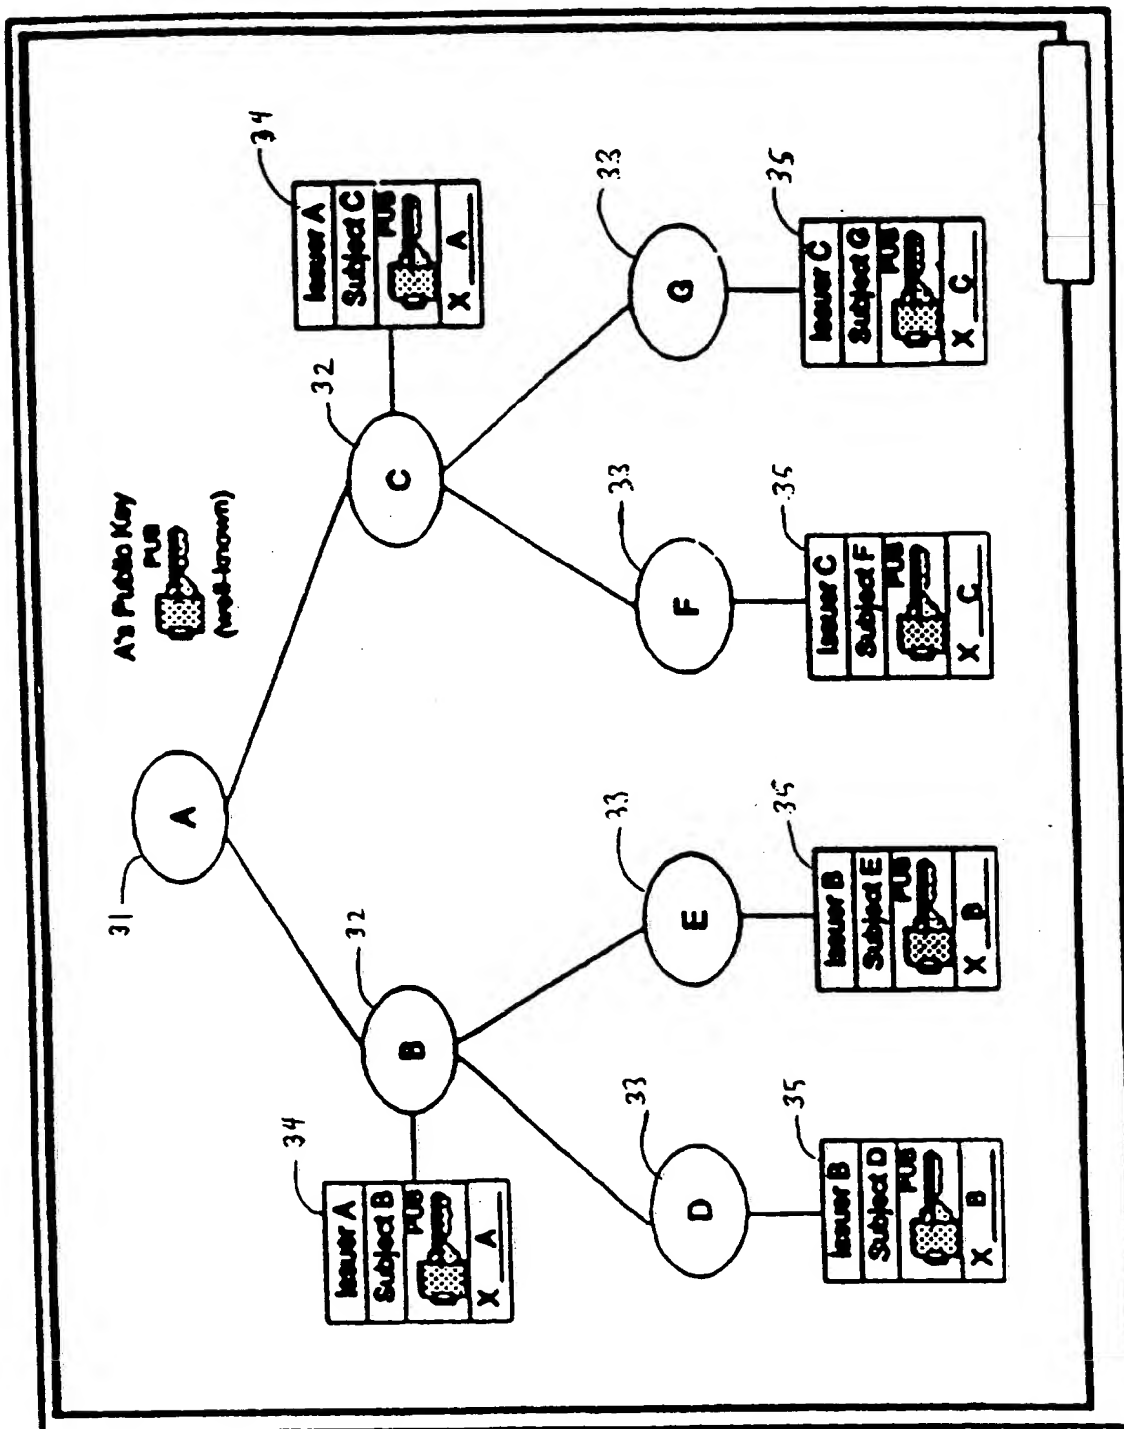 A's Public Key
PUB
(well-known)
31
A
34
Issuer A
Subject B
PUB
X A
32
B
32
C
34
Issuer A
Subject C
PUB
X A
33
D
33
E
33
F
33
G
35
Issuer B
Subject D
PUB
X B
35
Issuer B
Subject E
PUB
X B
35
Issuer C
Subject F
PUB
X C
35
Issuer C
Subject G
PUB
X C